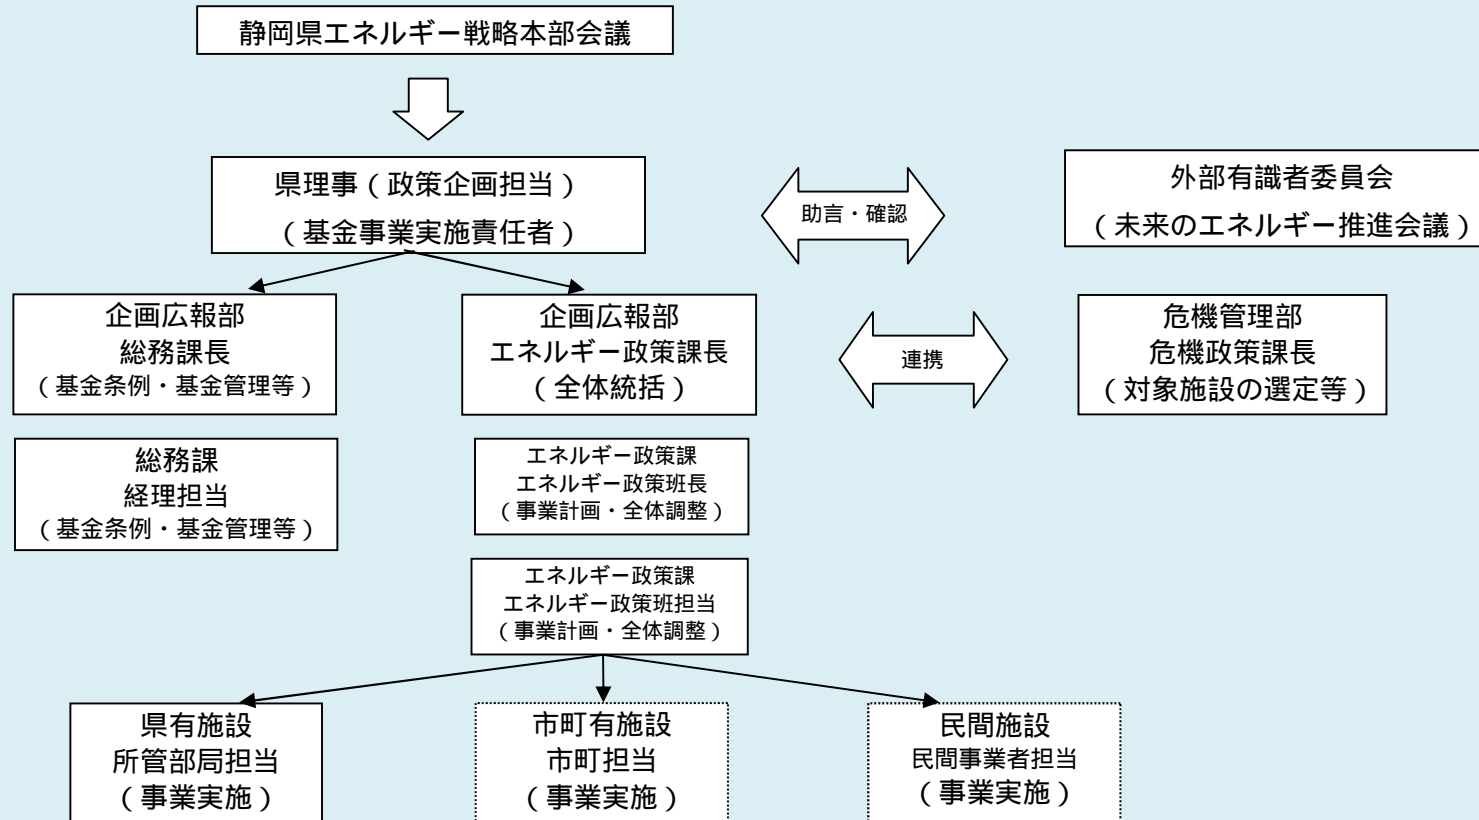 静岡県エネルギー戦略本部会議
県理事（政策企画担当）
（基金事業実施責任者）
助言・確認
外部有識者委員会
（未来のエネルギー推進会議）
企画広報部
総務課長
（基金条例・基金管理等）
企画広報部
エネルギー政策課長
（全体統括）
連携
危機管理部
危機政策課長
（対象施設の選定等）
総務課
経理担当
（基金条例・基金管理等）
エネルギー政策課
エネルギー政策班長
（事業計画・全体調整）
エネルギー政策課
エネルギー政策班担当
（事業計画・全体調整）
県有施設
所管部局担当
（事業実施）
市町有施設
市町担当
（事業実施）
民間施設
民間事業者担当
（事業実施）